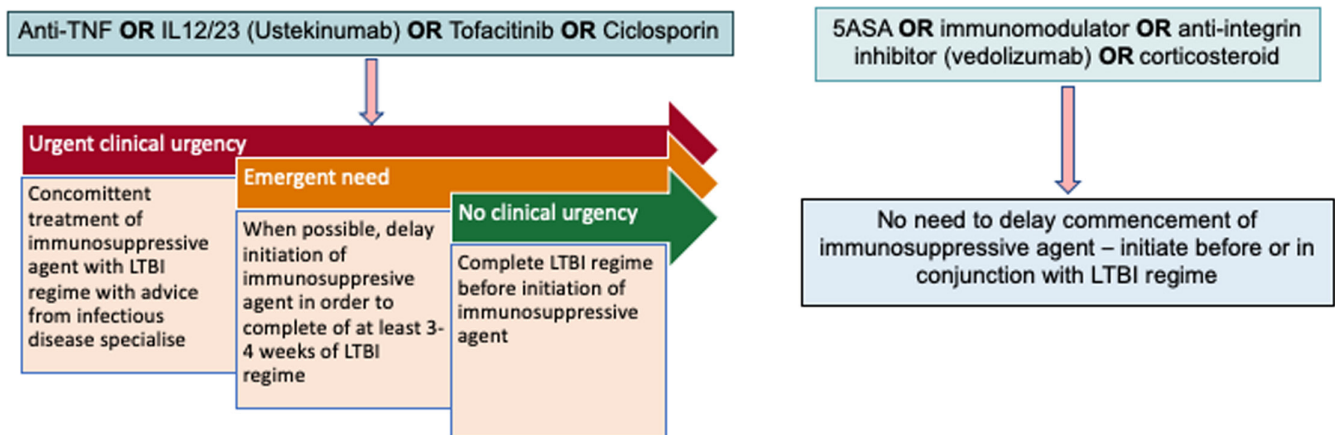 Anti-TNF OR IL12/23 (Ustekinumab) OR Tofacitinib OR Ciclosporin
Urgent clinical urgency
Concomittent
treatment of
immunosuppressive
agent with LTBI
regime with advice
from infectious
disease specialise
Emergent need
When possible, delay
initiation of
immunosuppresive
agent in order to
complete of at least 3-
4 weeks of LTBI
regime
No clinical urgency
Complete LTBI regime
before initiation of
immunosuppressive
agent
5ASA OR immunomodulator OR anti-integrin
inhibitor (vedolizumab) OR corticosteroid
No need to delay commencement of
immunosuppressive agent – initiate before or in
conjunction with LTBI regime